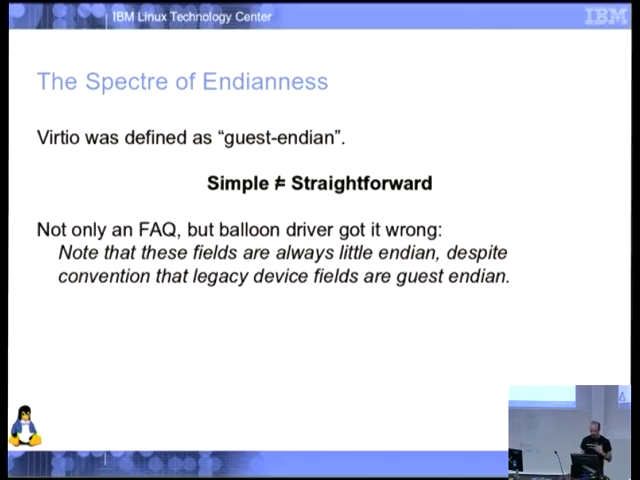 IBM Linux Technology Center
IBM
The Spectre of Endianness
Virtio was defined as “guest-endian”.
Simple ≠ Straightforward
Not only an FAQ, but balloon driver got it wrong:
Note that these fields are always little endian, despite
convention that legacy device fields are guest endian.